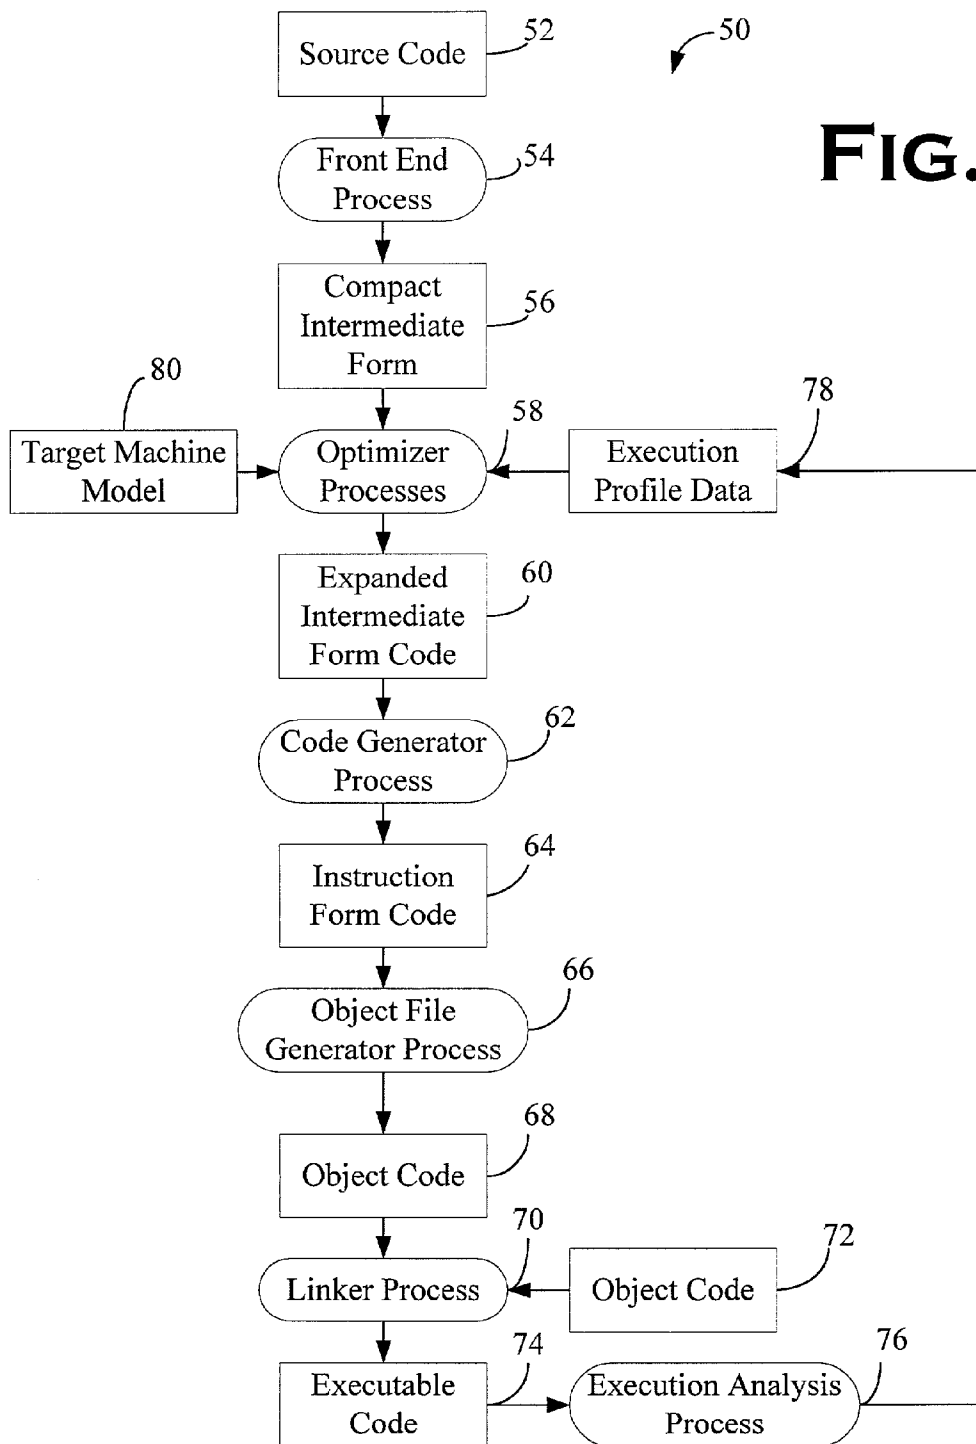 52
Source Code
50
FIG.
Front End
Process
54
Compact
Intermediate
Form
56
80
58
78
Target Machine
Model
Optimizer
Processes
Execution
Profile Data
Expanded
Intermediate
Form Code
60
62
Code Generator
Process
64
Instruction
Form Code
66
Object File
Generator Process
68
Object Code
70
72
Linker Process
Object Code
74
76
Executable
Code
Execution Analysis
Process